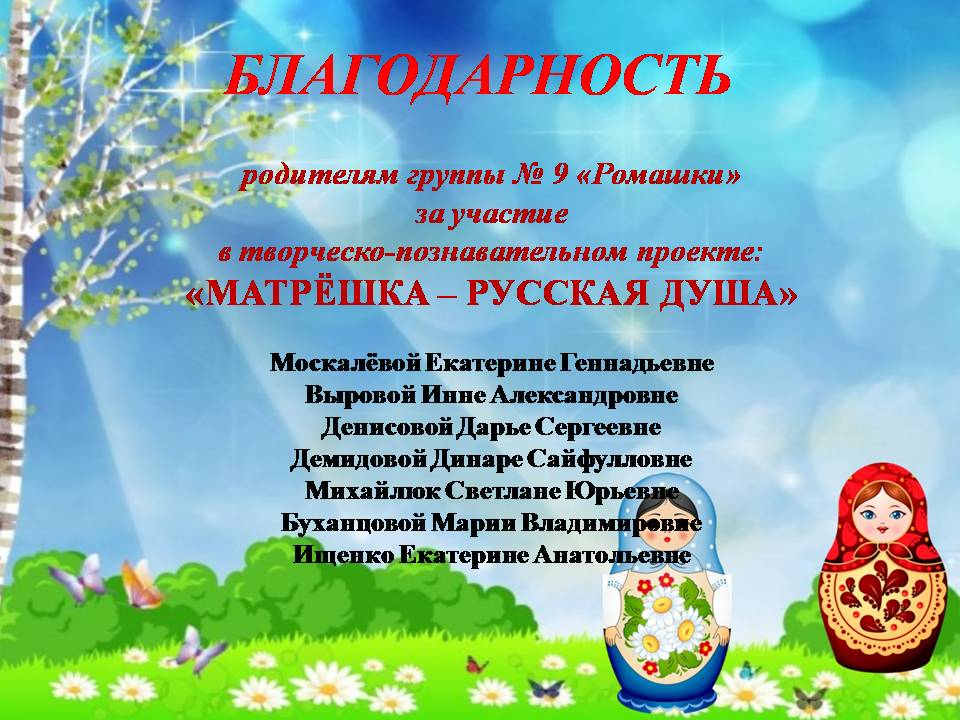 БЛАГОДАРНОСТЬ
родителям группы № 9 «Ромашки»
за участие
в творческо-познавательном проекте:
«МАТРЁШКА – РУССКАЯ ДУША»
Москалёвой Екатерине Геннадьевне
Выровой Инне Александровне
Денисовой Дарье Сергеевне
Демидовой Динаре Сайфулловне
Михайлюк Светлане Юрьевне
Буханцовой Марии Владимировне
Ищенко Екатерине Анатольевне